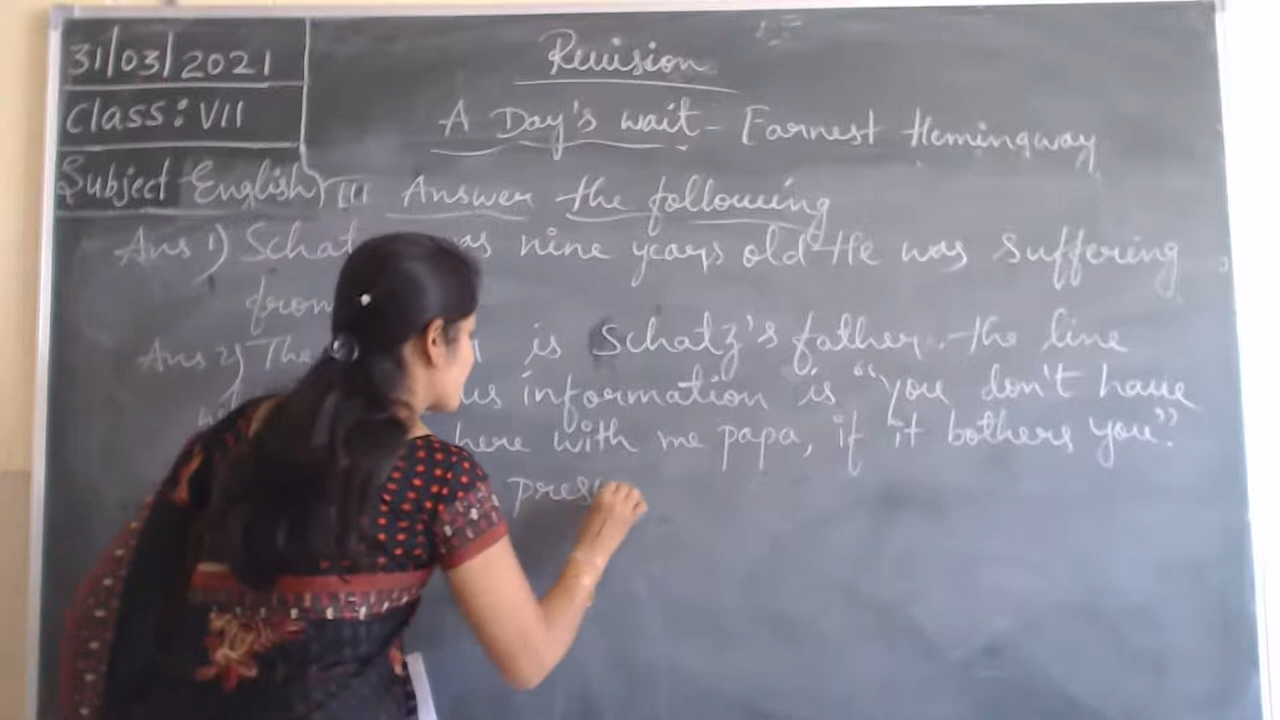 31/03/2021
Class: VII
Subject English
Revision
A Day's wait - Earnest Hemingway
III Answer the following
Ans 1) Schat was nine years old He was suffering
from
Ans 2) The is Schatz's father. The line
information is "you don't have
here with me papa, if it bothers you".
pres